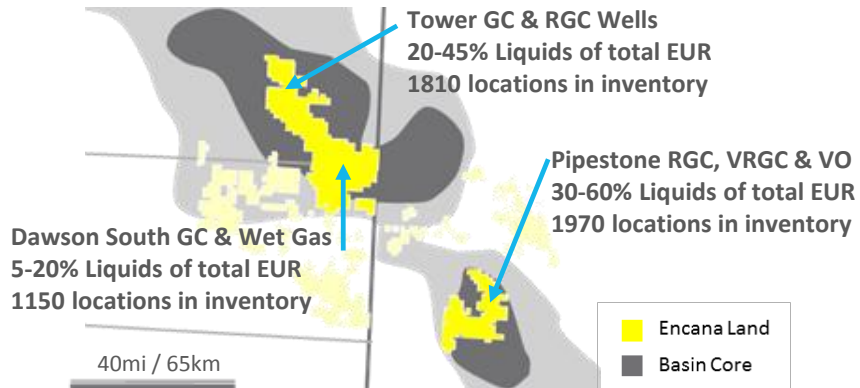 Tower GC & RGC Wells
20-45% Liquids of total EUR
1810 locations in inventory
Pipestone RGC, VRGC & VO
30-60% Liquids of total EUR
1970 locations in inventory
Dawson South GC & Wet Gas
5-20% Liquids of total EUR
1150 locations in inventory
40mi / 65km
Encana Land
Basin Core